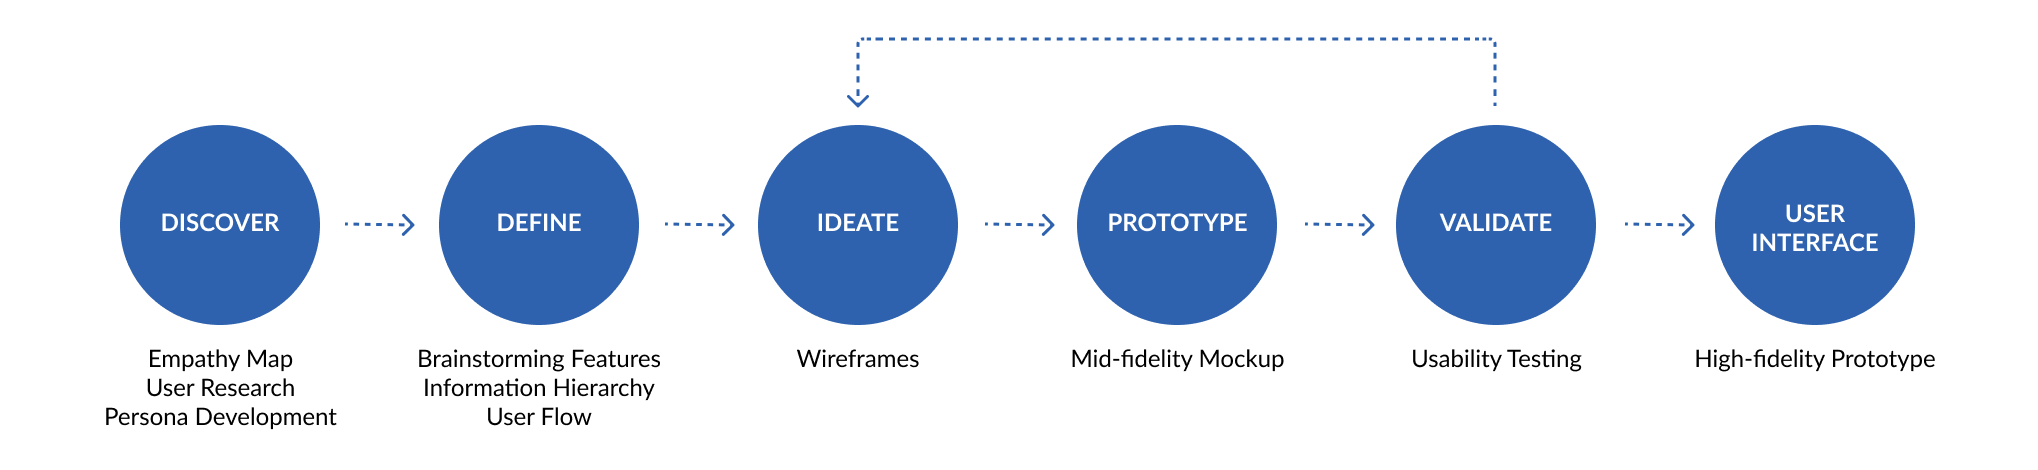 DISCOVER
Empathy Map
User Research
Persona Development
DEFINE
Brainstorming Features
Information Hierarchy
User Flow
IDEATE
Wireframes
PROTOTYPE
Mid-fidelity Mockup
VALIDATE
Usability Testing
USER
INTERFACE
High-fidelity Prototype